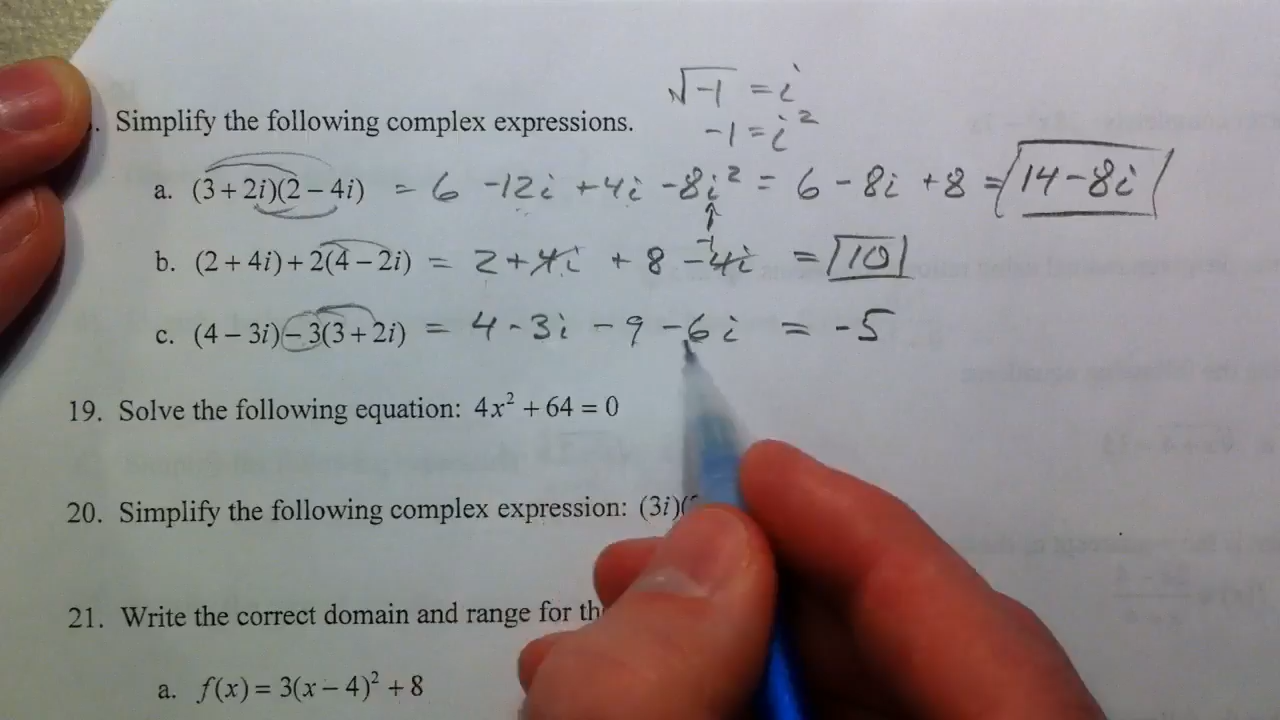 √-1 = i
. Simplify the following complex expressions.
-1 = i²
a. (3 + 2i)(2 − 4i) = 6 -12i +4i -8i² = 6 - 8i + 8 = 14-8i
-1
b. (2 + 4i) + 2(4 − 2i) = 2+4i + 8 -4i = 10
c. (4 − 3i) − 3(3 + 2i) = 4 - 3i - 9 - 6i = -5
19. Solve the following equation: 4x² + 64 = 0
20. Simplify the following complex expression: (3i)(
21. Write the correct domain and range for th
a. f(x) = 3(x − 4)² + 8